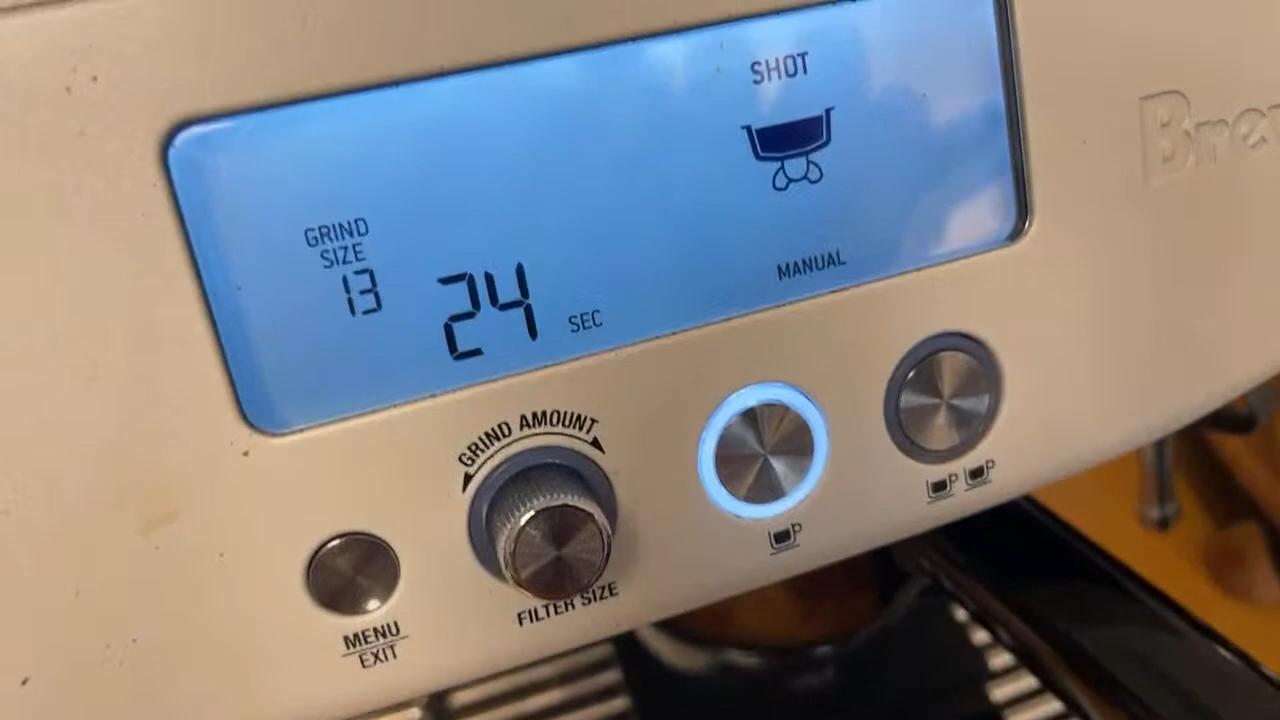 SHOT
GRIND
SIZE
13
24 SEC
MANUAL
GRIND AMOUNT
FILTER SIZE
MENU
EXIT